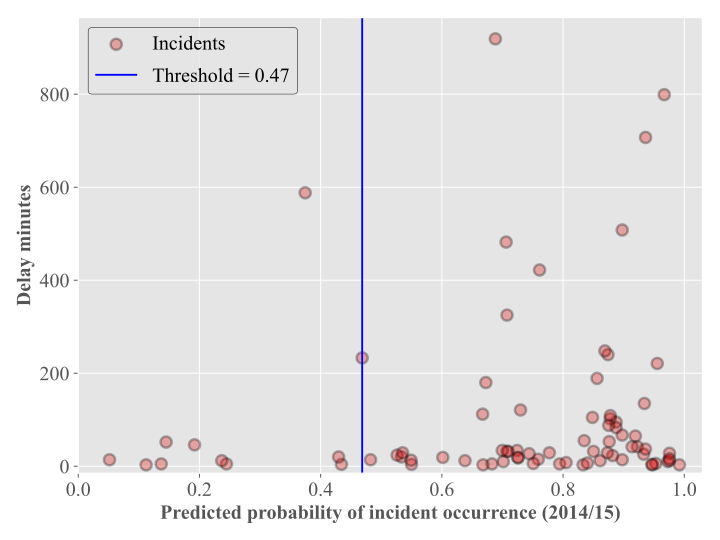 Incidents
Threshold = 0.47
800
600
400
200
0
Delay minutes
0.0 0.2 0.4 0.6 0.8 1.0
Predicted probability of incident occurrence (2014/15)